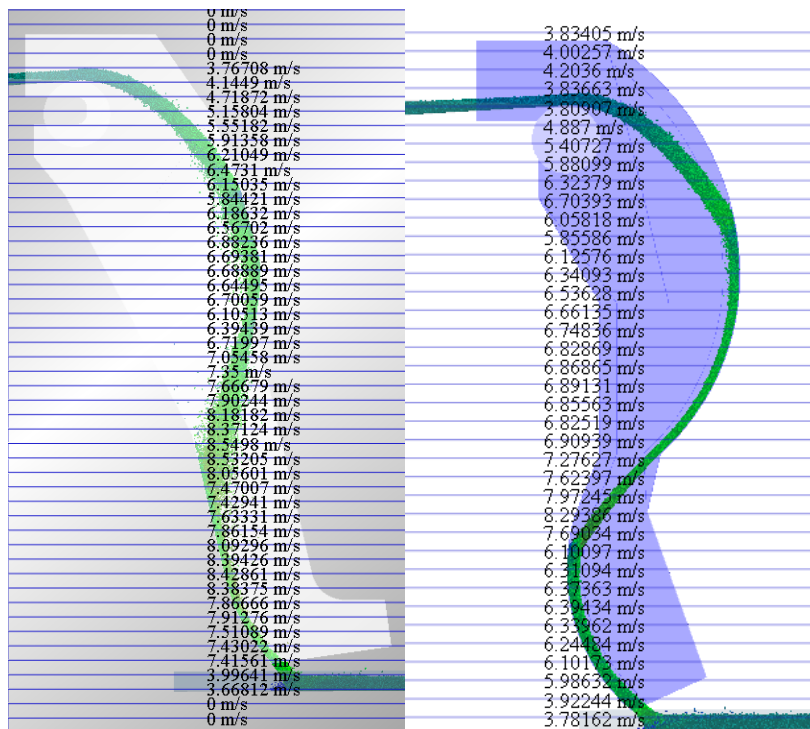 0 m/s
0 m/s
0 m/s
0 m/s
3.76708 m/s
4.1449 m/s
4.71872 m/s
5.15804 m/s
5.55182 m/s
5.91358 m/s
6.21049 m/s
6.4731 m/s
6.15035 m/s
5.84421 m/s
6.18632 m/s
6.56702 m/s
6.88236 m/s
6.69381 m/s
6.68889 m/s
6.64495 m/s
6.70059 m/s
6.10513 m/s
6.39439 m/s
6.71997 m/s
7.05458 m/s
7.35 m/s
7.66679 m/s
7.90244 m/s
8.18182 m/s
8.37124 m/s
8.5498 m/s
8.53205 m/s
8.05601 m/s
7.47007 m/s
7.42941 m/s
7.63331 m/s
7.86154 m/s
8.09296 m/s
8.39426 m/s
8.42861 m/s
8.38375 m/s
7.86666 m/s
7.91276 m/s
7.51089 m/s
7.43022 m/s
7.41561 m/s
3.99641 m/s
3.66812 m/s
0 m/s
0 m/s
3.83405 m/s
4.00257 m/s
4.2036 m/s
3.83663 m/s
3.80907 m/s
4.887 m/s
5.40727 m/s
5.88099 m/s
6.32379 m/s
6.70393 m/s
6.05818 m/s
5.85586 m/s
6.12576 m/s
6.34093 m/s
6.53628 m/s
6.66135 m/s
6.74836 m/s
6.82869 m/s
6.86865 m/s
6.89131 m/s
6.85563 m/s
6.82519 m/s
6.90939 m/s
7.27627 m/s
7.62397 m/s
7.97245 m/s
8.29386 m/s
7.69034 m/s
6.10097 m/s
6.31094 m/s
6.37363 m/s
6.39434 m/s
6.33962 m/s
6.24484 m/s
6.10173 m/s
5.98632 m/s
3.92244 m/s
3.78162 m/s